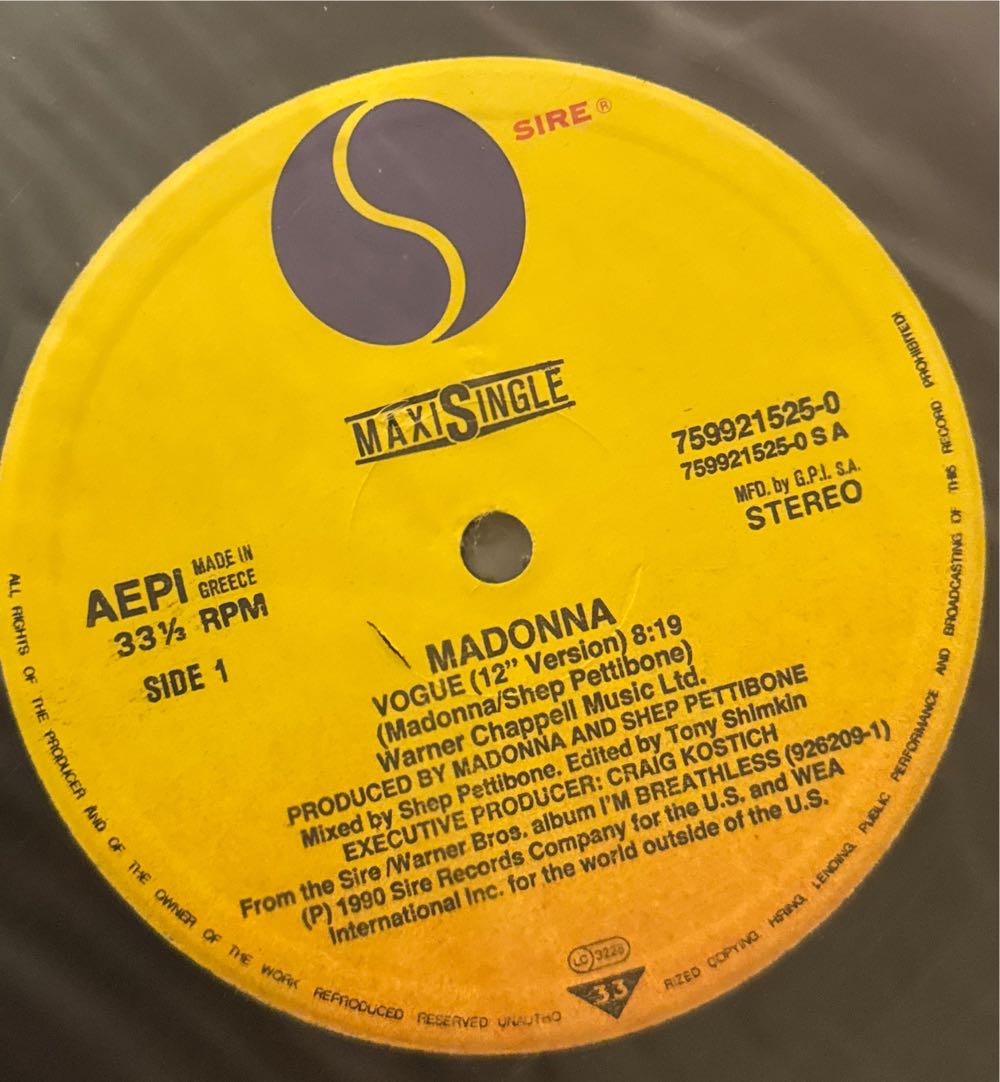 SIRE ®
MAXI SINGLE
759921525-0
759921525-0 S A
MFD. by G.P.I. S.A.
STEREO
AEPI MADE IN GREECE
33⅓ RPM
SIDE 1
MADONNA
VOGUE (12" Version) 8:19
(Madonna/Shep Pettibone)
Warner Chappell Music Ltd.
PRODUCED BY MADONNA AND SHEP PETTIBONE
Mixed by Shep Pettibone. Edited by Tony Shimkin
EXECUTIVE PRODUCER: CRAIG KOSTICH
From the Sire /Warner Bros. album I'M BREATHLESS (926209-1)
(P) 1990 Sire Records Company for the U.S. and WEA
International Inc. for the world outside of the U.S.
LC 3228
33
ALL RIGHTS OF THE PRODUCER AND OF THE OWNER OF THE WORK REPRODUCED RESERVED UNAUTHO RIZED COPYING. HIRING. LENDING. PUBLIC PERFORMANCE AND BROADCASTING OF THIS RECORD PROHIBITED!